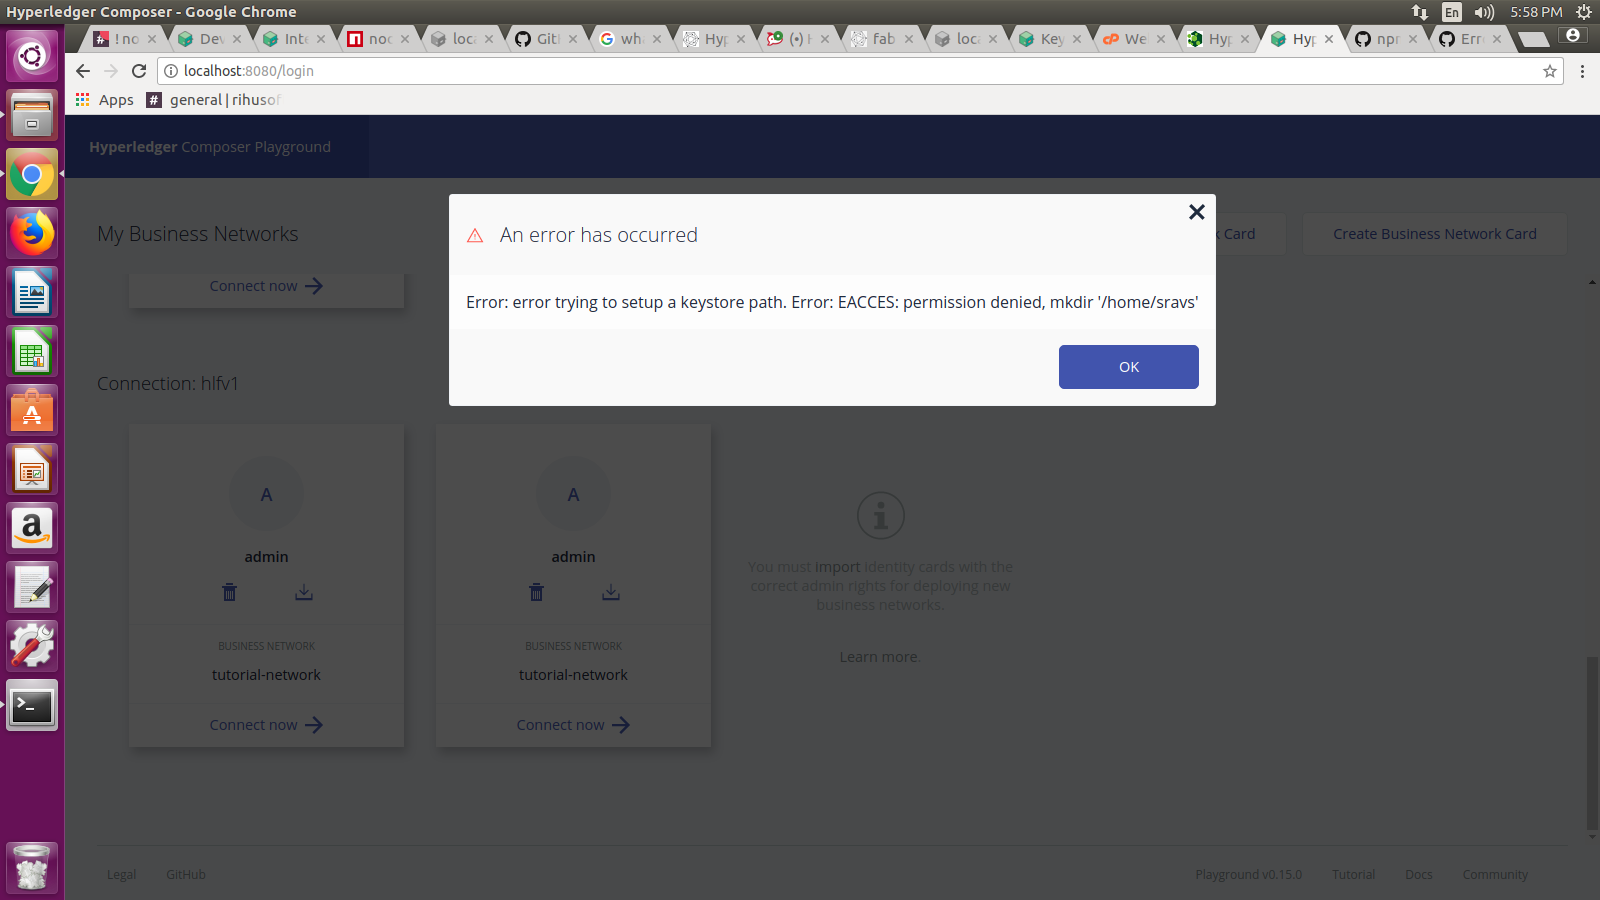 Hyperledger Composer - Google Chrome
En
5:58 PM
! no
Dev
Inte
noc
loca
GitH
wha
Hyp
(•) H
fab
loca
Key
We
Hyp
Hyp
npr
Erro
localhost:8080/login
Apps
# general | rihusof
Hyperledger Composer Playground
My Business Networks
k Card
Create Business Network Card
An error has occurred
Error: error trying to setup a keystore path. Error: EACCES: permission denied, mkdir '/home/sravs'
OK
Connect now
Connection: hlfv1
A
A
admin
admin
You must import identity cards with the
correct admin rights for deploying new
business networks.
Learn more.
BUSINESS NETWORK
BUSINESS NETWORK
tutorial-network
tutorial-network
Connect now
Connect now
Legal
GitHub
Playground v0.15.0
Tutorial
Docs
Community